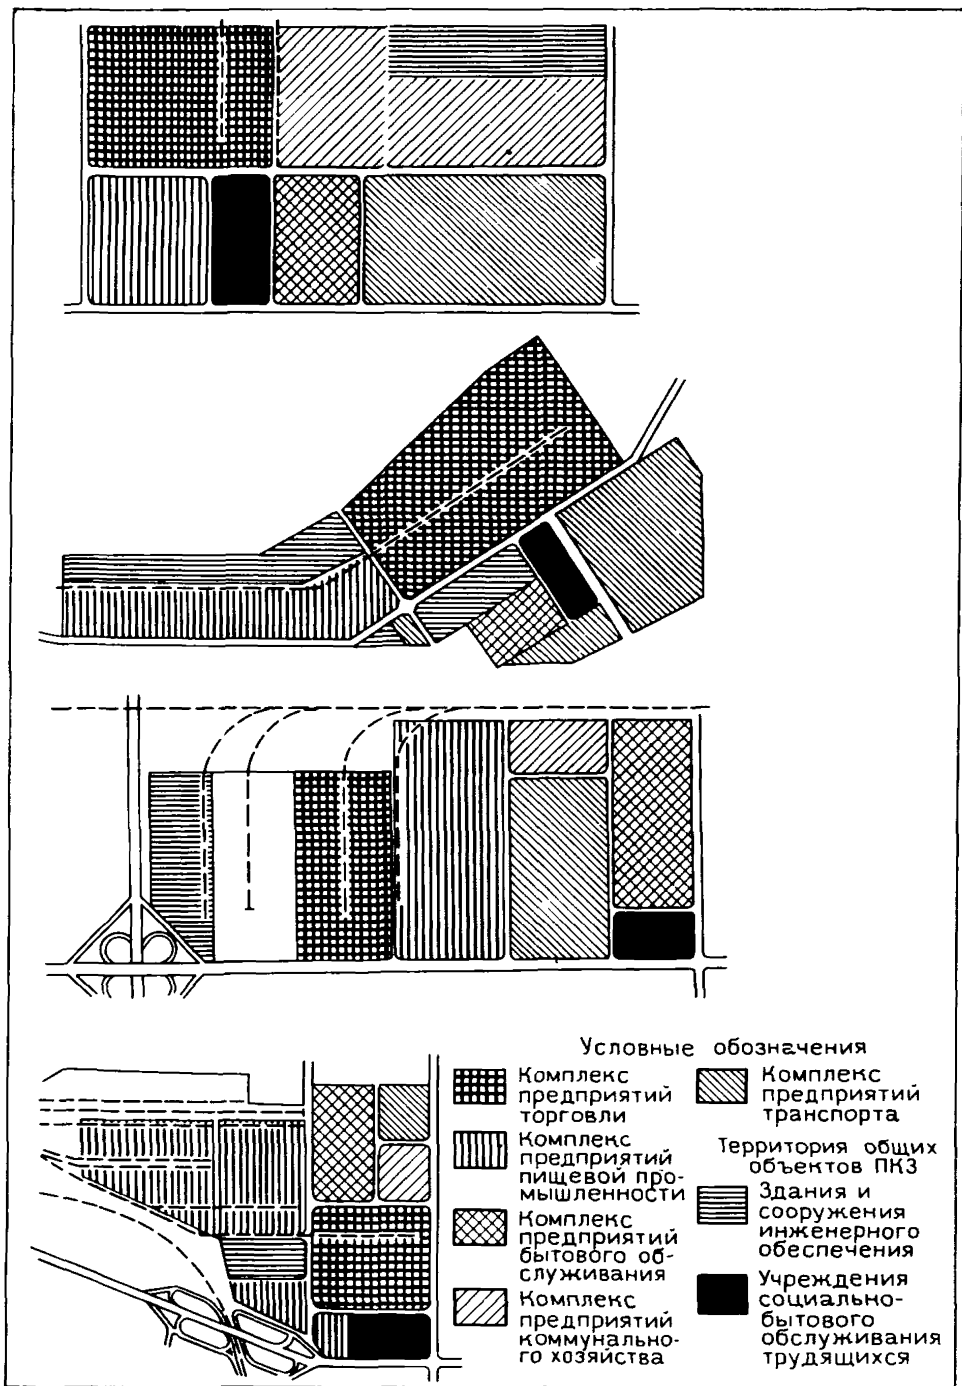 Условные обозначения
Комплекс
предприятий
торговли
Комплекс
предприятий
пищевой про-
мышленности
Комплекс
предприятий
бытового об-
служивания
Комплекс
предприятий
коммунально-
го хозяйства
Комплекс
предприятий
транспорта
Территория общих
объектов ПКЗ
Здания и
сооружения
инженерного
обеспечения
Учреждения
социально-
бытового
обслуживания
трудящихся